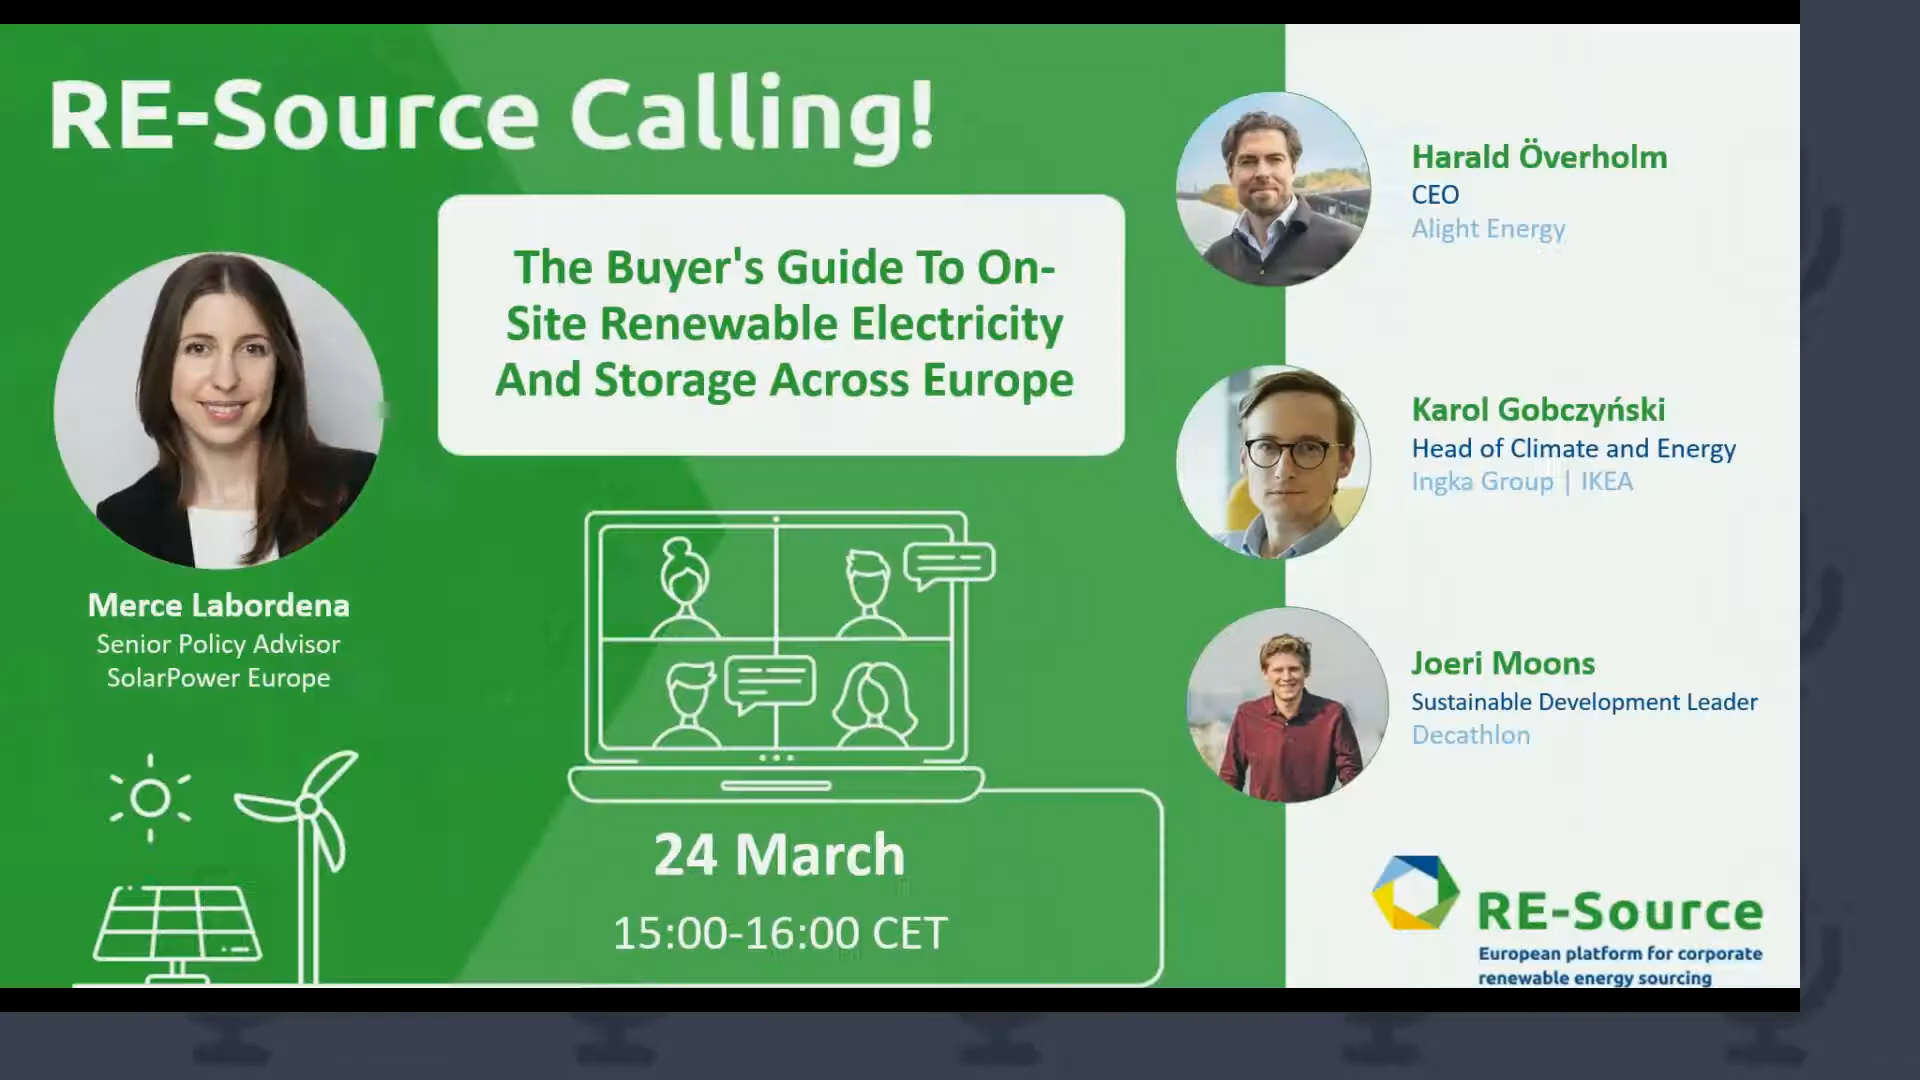 RE-Source Calling!
The Buyer's Guide To On-
Site Renewable Electricity
And Storage Across Europe
Merce Labordena
Senior Policy Advisor
SolarPower Europe
24 March
15:00-16:00 CET
Harald Överholm
CEO
Alight Energy
Karol Gobczyński
Head of Climate and Energy
Ingka Group | IKEA
Joeri Moons
Sustainable Development Leader
Decathlon
RE-Source
European platform for corporate
renewable energy sourcing